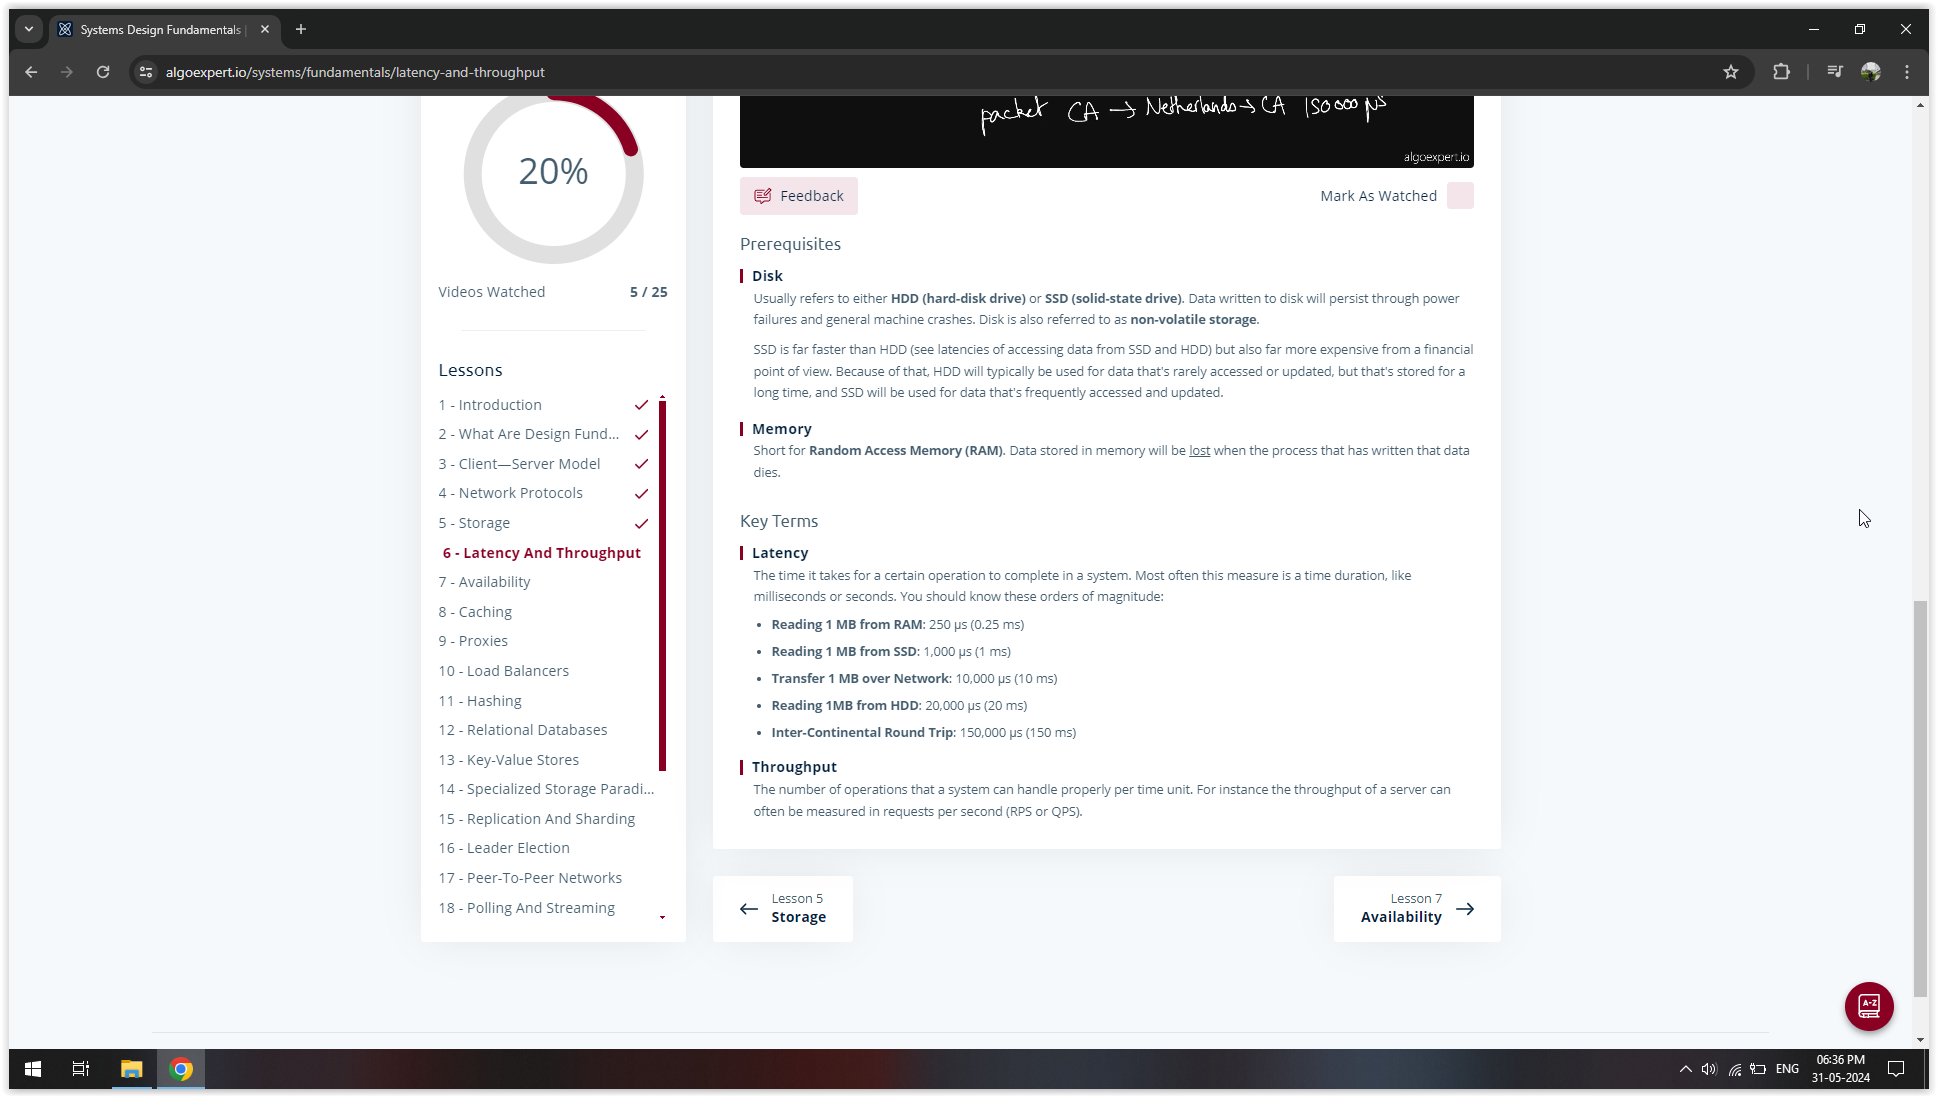 Systems Design Fundamentals |
algoexpert.io/systems/fundamentals/latency-and-throughput
20%
Videos Watched 5 / 25
Lessons
1 - Introduction
2 - What Are Design Fund...
3 - Client—Server Model
4 - Network Protocols
5 - Storage
6 - Latency And Throughput
7 - Availability
8 - Caching
9 - Proxies
10 - Load Balancers
11 - Hashing
12 - Relational Databases
13 - Key-Value Stores
14 - Specialized Storage Paradi...
15 - Replication And Sharding
16 - Leader Election
17 - Peer-To-Peer Networks
18 - Polling And Streaming
packet CA → Netherlands → CA 150000 µs
algoexpert.io
Feedback
Mark As Watched
Prerequisites
Disk
Usually refers to either HDD (hard-disk drive) or SSD (solid-state drive). Data written to disk will persist through power
failures and general machine crashes. Disk is also referred to as non-volatile storage.
SSD is far faster than HDD (see latencies of accessing data from SSD and HDD) but also far more expensive from a financial
point of view. Because of that, HDD will typically be used for data that's rarely accessed or updated, but that's stored for a
long time, and SSD will be used for data that's frequently accessed and updated.
Memory
Short for Random Access Memory (RAM). Data stored in memory will be lost when the process that has written that data
dies.
Key Terms
Latency
The time it takes for a certain operation to complete in a system. Most often this measure is a time duration, like
milliseconds or seconds. You should know these orders of magnitude:
• Reading 1 MB from RAM: 250 µs (0.25 ms)
• Reading 1 MB from SSD: 1,000 µs (1 ms)
• Transfer 1 MB over Network: 10,000 µs (10 ms)
• Reading 1MB from HDD: 20,000 µs (20 ms)
• Inter-Continental Round Trip: 150,000 µs (150 ms)
Throughput
The number of operations that a system can handle properly per time unit. For instance the throughput of a server can
often be measured in requests per second (RPS or QPS).
Lesson 5
Storage
Lesson 7
Availability
A-Z
ENG
06:36 PM
31-05-2024